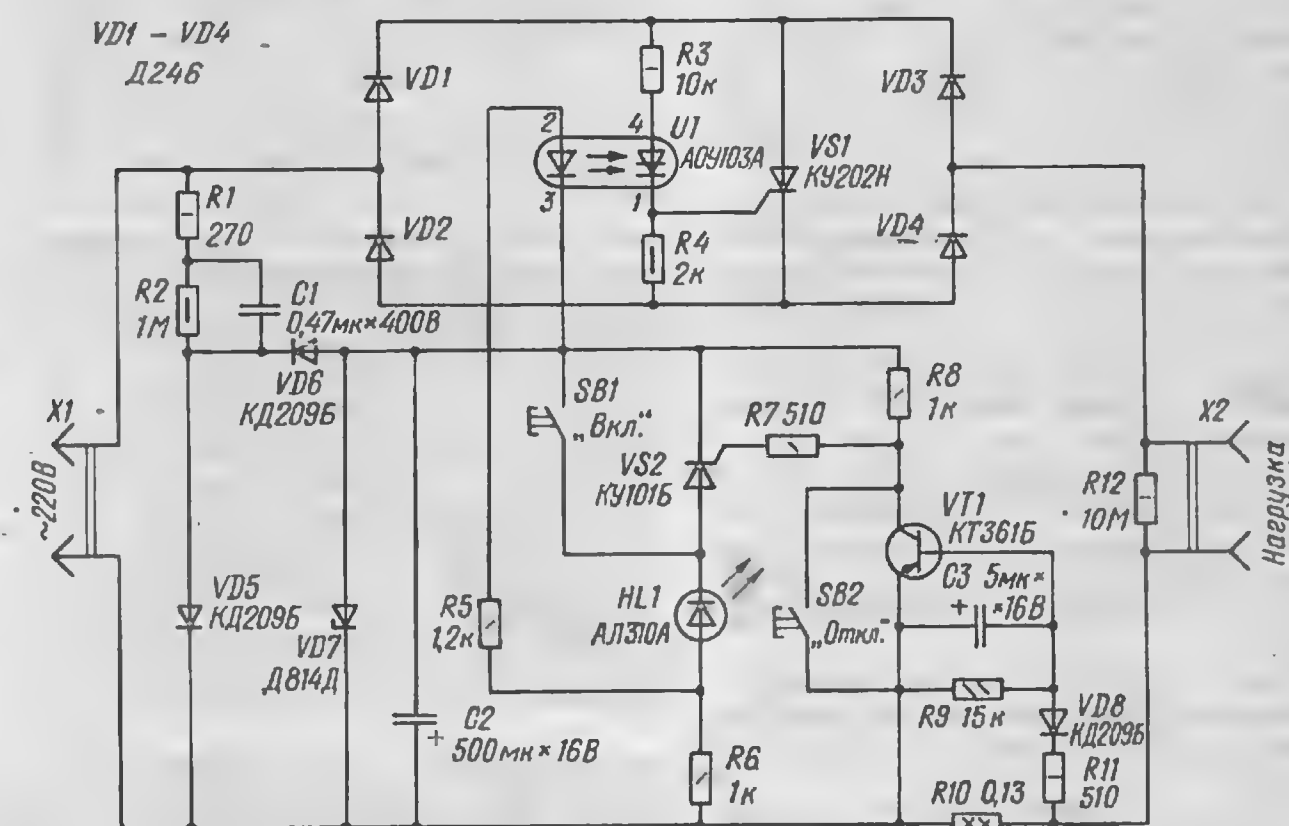 VD1 – VD4
Д246
VD1
R3
10к
VD3
2
4
U1
АОУ103А
VS1
КУ202Н
3
1
R1
270
VD2
R4
2к
VD4
R2
1М
C1
0,47мк×400В
VD6
КД209Б
SB1
„Вкл."
R8
1к
X1
R7 510
X2
~220В
VS2
КУ101Б
VT1
КТ361Б
R12
10М
Нагрузка
VD5
КД209Б
VD7
Д814Д
R5
1,2к
HL1
АЛ310А
SB2
„Откл."
C3 5мк×
×16В
+
R9 15к
VD8
КД209Б
C2
+ 500мк×16В
R6
1к
R10 0,13
R11
510